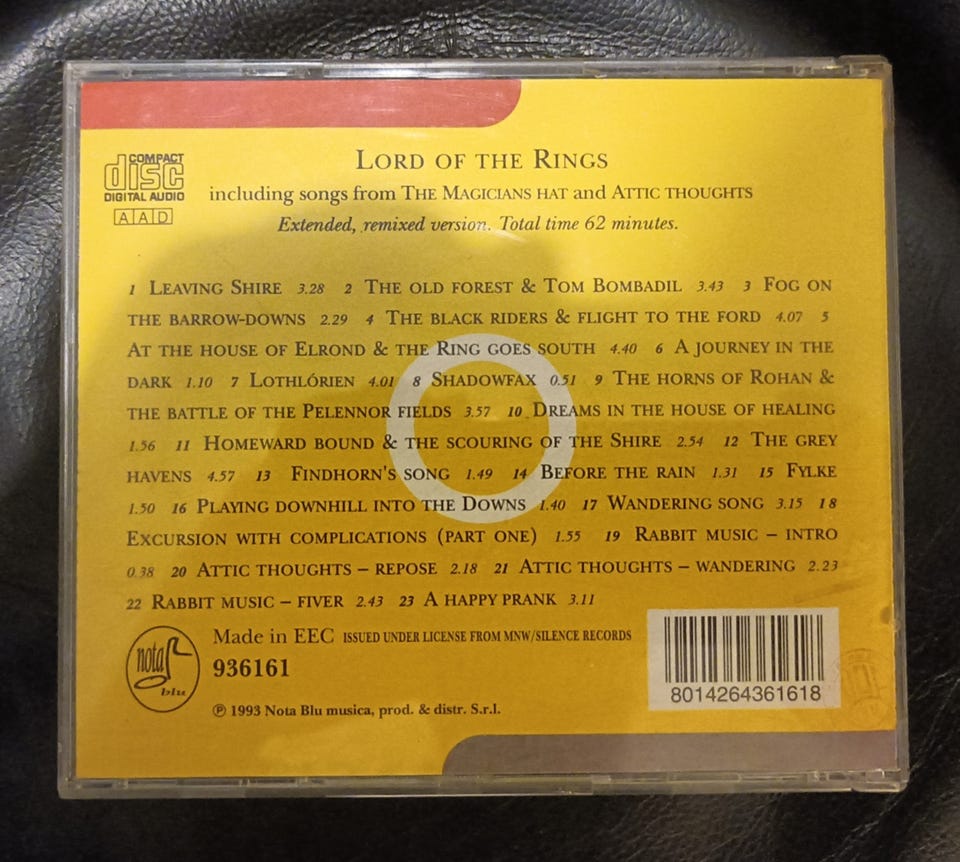 COMPACT
disc
DIGITAL AUDIO
AAD
LORD OF THE RINGS
including songs from THE MAGICIANS HAT and ATTIC THOUGHTS
Extended, remixed version. Total time 62 minutes.
1 LEAVING SHIRE 3.28 2 THE OLD FOREST & TOM BOMBADIL 3.43 3 FOG ON
THE BARROW-DOWNS 2.29 4 THE BLACK RIDERS & FLIGHT TO THE FORD 4.07 5
AT THE HOUSE OF ELROND & THE RING GOES SOUTH 4.40 6 A JOURNEY IN THE
DARK 1.10 7 LOTHLÓRIEN 4.01 8 SHADOWFAX 0.51 9 THE HORNS OF ROHAN &
THE BATTLE OF THE PELENNOR FIELDS 3.57 10 DREAMS IN THE HOUSE OF HEALING
1.56 11 HOMEWARD BOUND & THE SCOURING OF THE SHIRE 2.54 12 THE GREY
HAVENS 4.57 13 FINDHORN'S SONG 1.49 14 BEFORE THE RAIN 1.31 15 FYLKE
1.50 16 PLAYING DOWNHILL INTO THE DOWNS 1.40 17 WANDERING SONG 3.15 18
EXCURSION WITH COMPLICATIONS (PART ONE) 1.55 19 RABBIT MUSIC – INTRO
0.38 20 ATTIC THOUGHTS – REPOSE 2.18 21 ATTIC THOUGHTS – WANDERING 2.23
22 RABBIT MUSIC – FIVER 2.43 23 A HAPPY PRANK 3.11
nota
blu
Made in EEC ISSUED UNDER LICENSE FROM MNW/SILENCE RECORDS
936161
℗ 1993 Nota Blu musica, prod. & distr. S.r.l.
8014264361618